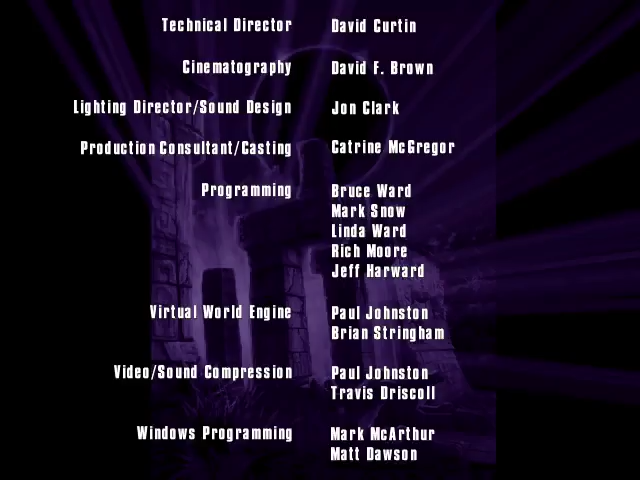 Technical Director David Curtin
Cinematography David F. Brown
Lighting Director/Sound Design Jon Clark
Production Consultant/Casting Catrine McGregor
Programming Bruce Ward
Mark Snow
Linda Ward
Rich Moore
Jeff Harward
Virtual World Engine Paul Johnston
Brian Stringham
Video/Sound Compression Paul Johnston
Travis Driscoll
Windows Programming Mark McArthur
Matt Dawson